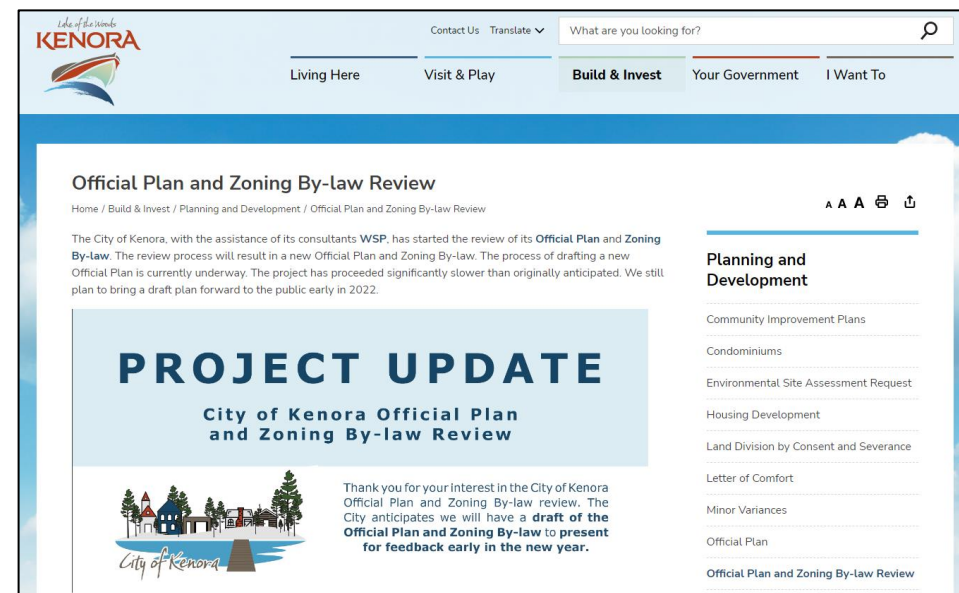 Lake of the Woods
KENORA
Contact Us Translate
What are you looking for?
Living Here
Visit & Play
Build & Invest
Your Government
I Want To
Official Plan and Zoning By-law Review
Home / Build & Invest / Planning and Development / Official Plan and Zoning By-law Review
A A A
The City of Kenora, with the assistance of its consultants WSP, has started the review of its Official Plan and Zoning
By-law. The review process will result in a new Official Plan and Zoning By-law. The process of drafting a new
Official Plan is currently underway. The project has proceeded significantly slower than originally anticipated. We still
plan to bring a draft plan forward to the public early in 2022.
PROJECT UPDATE
City of Kenora Official Plan
and Zoning By-law Review
Thank you for your interest in the City of Kenora
Official Plan and Zoning By-law review. The
City anticipates we will have a draft of the
Official Plan and Zoning By-law to present
for feedback early in the new year.
City of Kenora
Planning and
Development
Community Improvement Plans
Condominiums
Environmental Site Assessment Request
Housing Development
Land Division by Consent and Severance
Letter of Comfort
Minor Variances
Official Plan
Official Plan and Zoning By-law Review